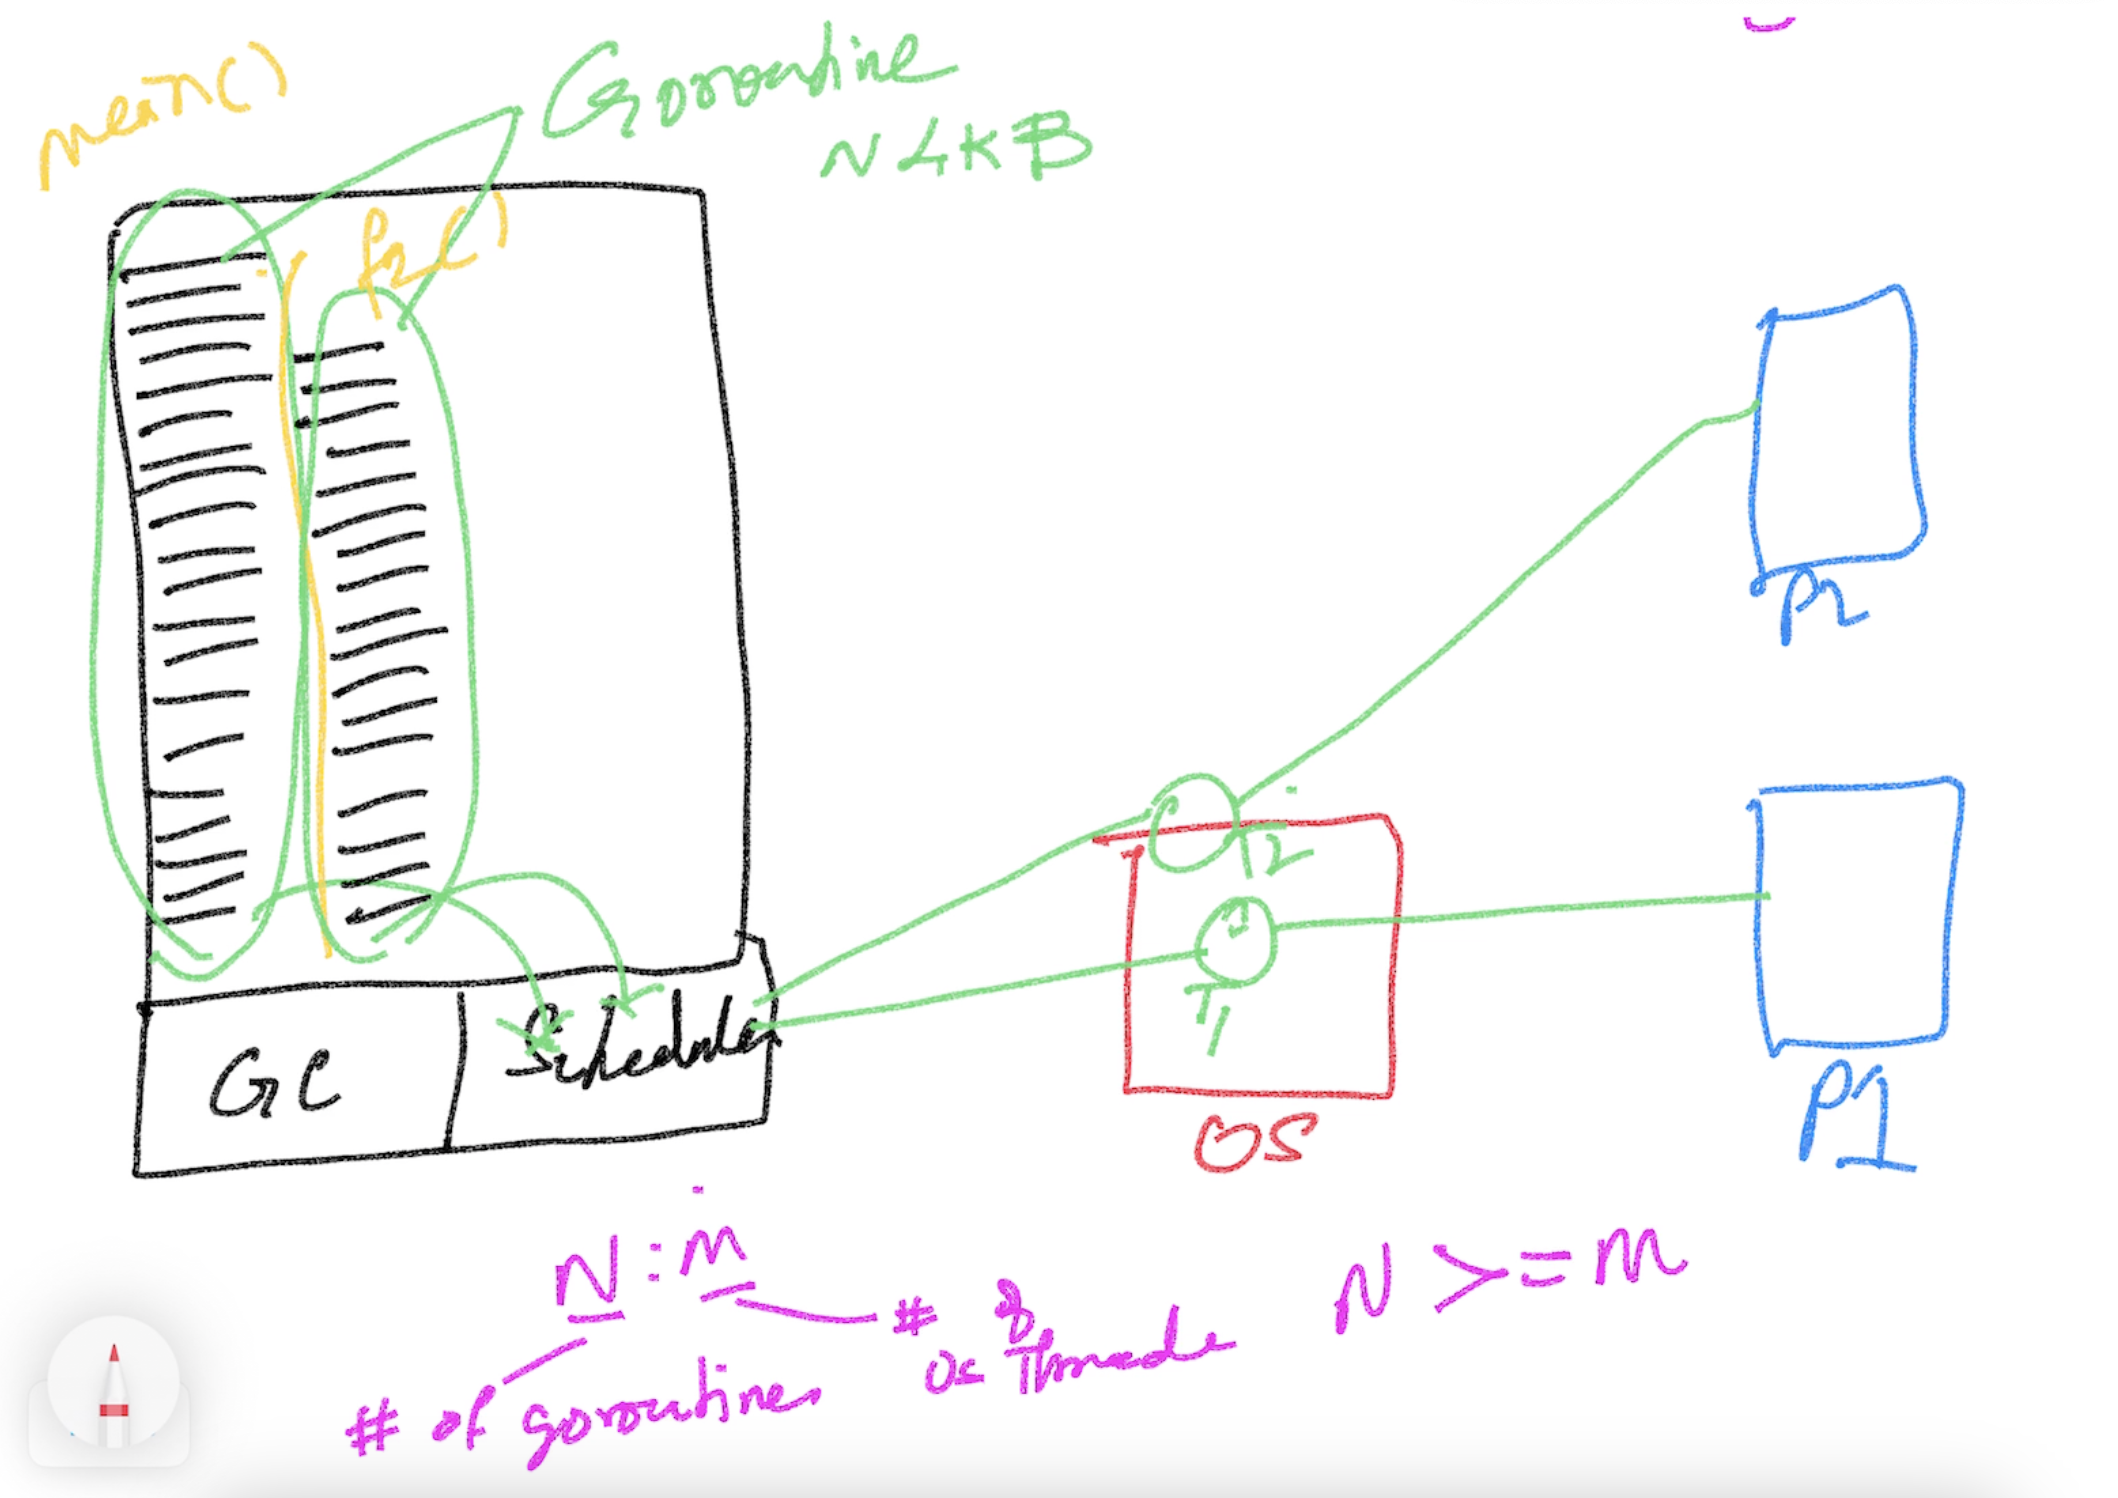 main()
Goroutine
~4KB
f2()
P2
T2
T1
GC
Scheduler
OS
P1
N : M
N >= M
# of
OS Threads
# of goroutines